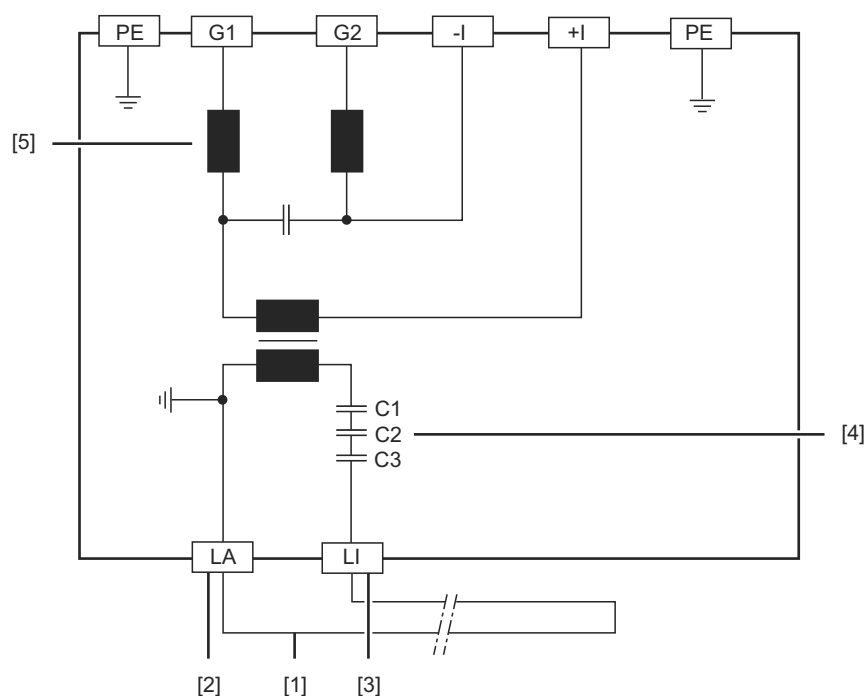 PE G1 G2 -I +I PE
[5]
C1
C2 [4]
C3
LA LI
[2] [1] [3]